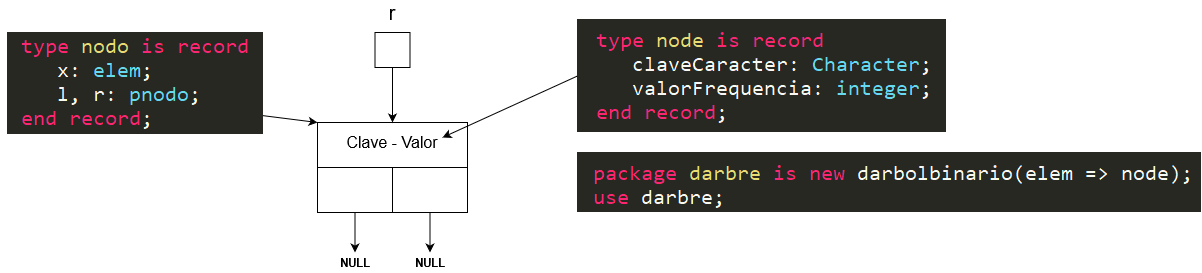 r
type nodo is record
x: elem;
l, r: pnodo;
end record;
type node is record
claveCaracter: Character;
valorFrequencia: integer;
end record;
Clave - Valor
package darbre is new darbolbinario(elem => node);
use darbre;
NULL
NULL